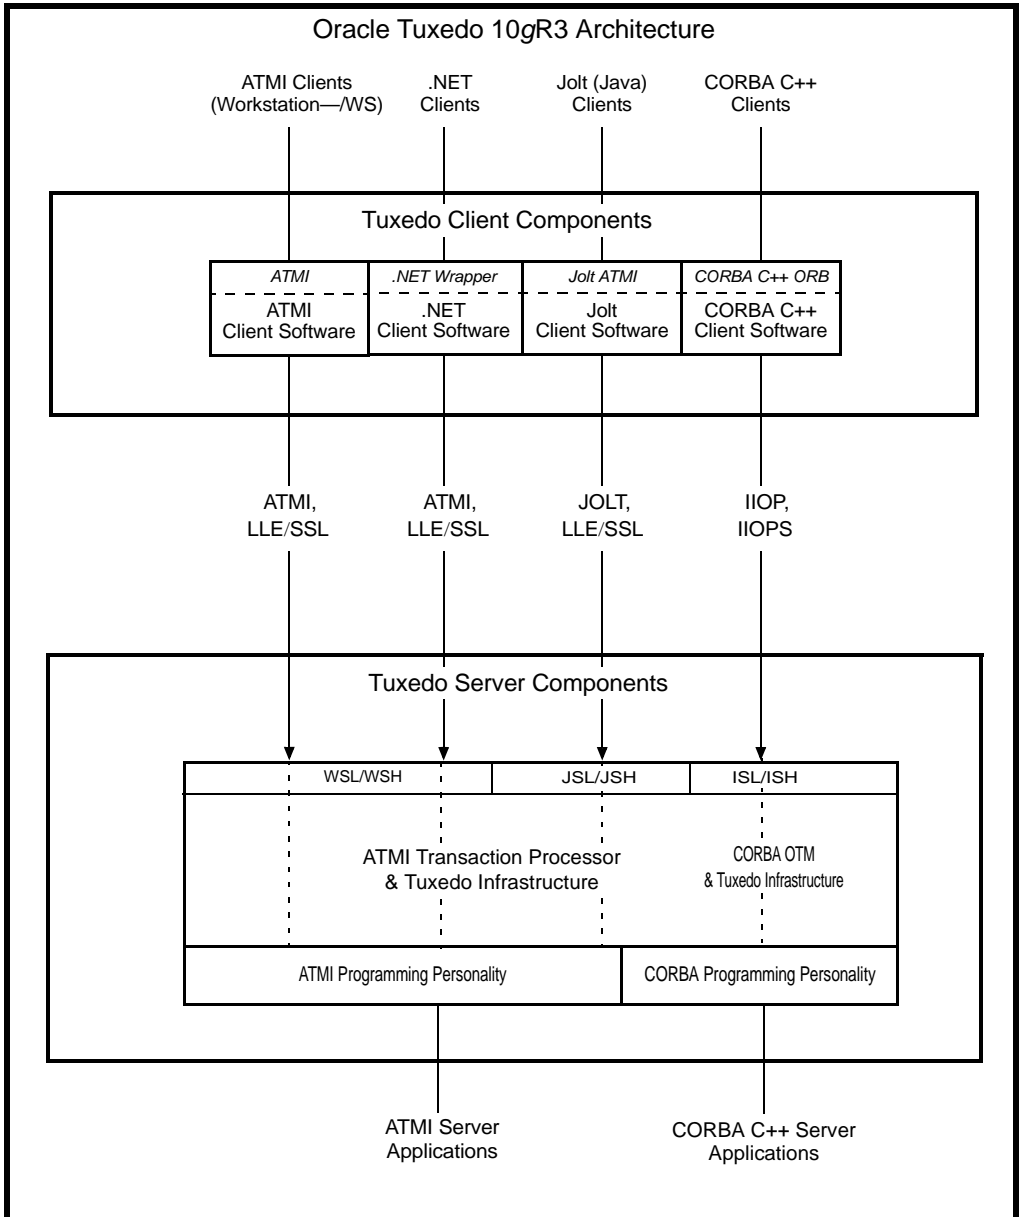 Oracle Tuxedo 10gR3 Architecture
ATMI Clients
(Workstation—/WS)
.NET
Clients
Jolt (Java)
Clients
CORBA C++
Clients
Tuxedo Client Components
ATMI
ATMI
Client Software
.NET Wrapper
.NET
Client Software
Jolt ATMI
Jolt
Client Software
CORBA C++ ORB
CORBA C++
Client Software
ATMI,
LLE/SSL
ATMI,
LLE/SSL
JOLT,
LLE/SSL
IIOP,
IIOPS
Tuxedo Server Components
WSL/WSH
JSL/JSH
ISL/ISH
ATMI Transaction Processor
& Tuxedo Infrastructure
CORBA OTM
& Tuxedo Infrastructure
ATMI Programming Personality
CORBA Programming Personality
ATMI Server
Applications
CORBA C++ Server
Applications